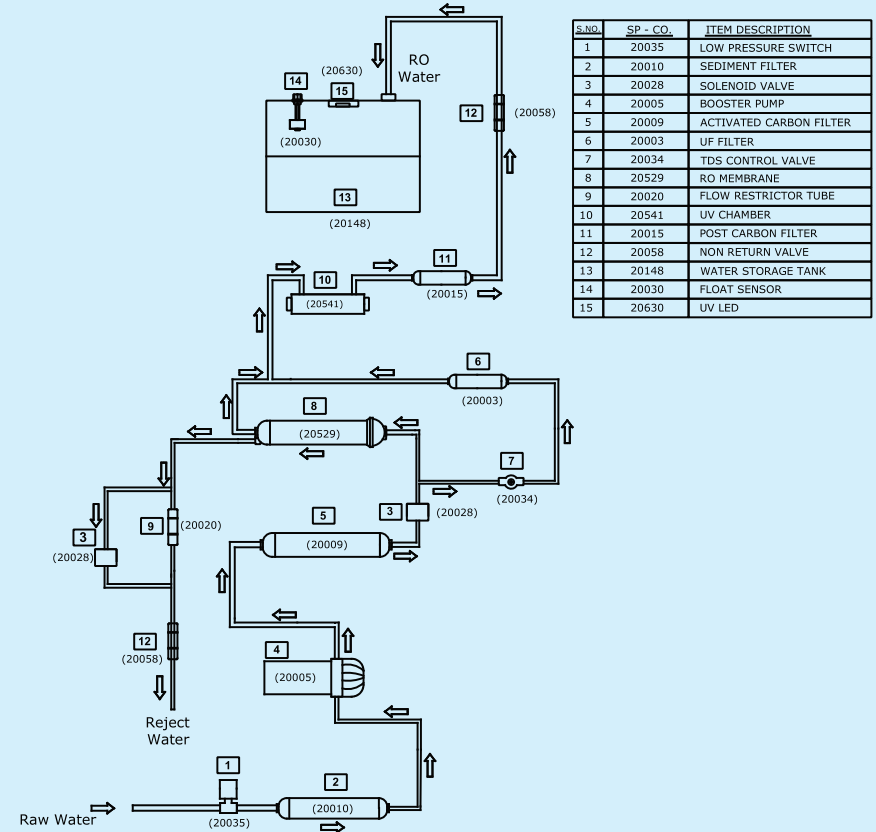 RO
Water
14
(20630)
15
(20030)
13
(20148)
12
(20058)
10
(20541)
11
(20015)
6
(20003)
8
(20529)
7
(20034)
3
(20028)
5
(20009)
9
(20020)
3
(20028)
12
(20058)
Reject
Water
4
(20005)
1
(20035)
2
(20010)
Raw Water
S.NO. SP - CO. ITEM DESCRIPTION
1 20035 LOW PRESSURE SWITCH
2 20010 SEDIMENT FILTER
3 20028 SOLENOID VALVE
4 20005 BOOSTER PUMP
5 20009 ACTIVATED CARBON FILTER
6 20003 UF FILTER
7 20034 TDS CONTROL VALVE
8 20529 RO MEMBRANE
9 20020 FLOW RESTRICTOR TUBE
10 20541 UV CHAMBER
11 20015 POST CARBON FILTER
12 20058 NON RETURN VALVE
13 20148 WATER STORAGE TANK
14 20030 FLOAT SENSOR
15 20630 UV LED